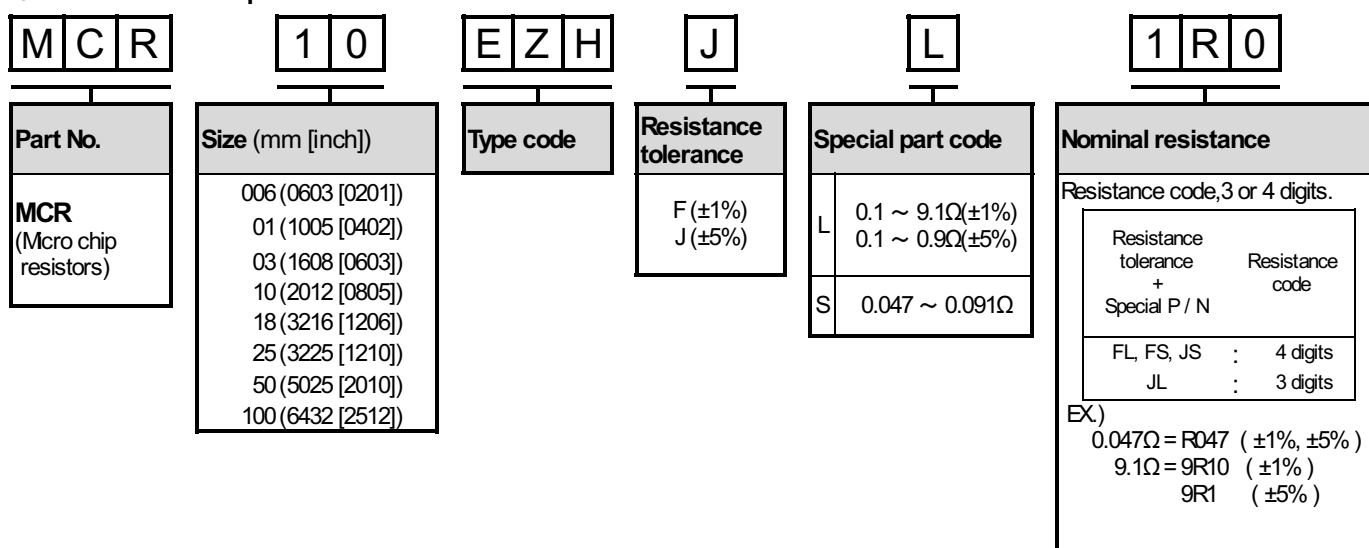 MCR 10 EZH J L 1R0
Part No.
MCR
(Micro chip
resistors)
Size (mm [inch])
006 (0603 [0201])
01 (1005 [0402])
03 (1608 [0603])
10 (2012 [0805])
18 (3216 [1206])
25 (3225 [1210])
50 (5025 [2010])
100 (6432 [2512])
Type code
Resistance
tolerance
F (±1%)
J (±5%)
Special part code
L 0.1 ～ 9.1Ω(±1%)
0.1 ～ 0.9Ω(±5%)
S 0.047 ～ 0.091Ω
Nominal resistance
Resistance code,3 or 4 digits.
Resistance
tolerance
+
Special P / N
Resistance
code
FL, FS, JS : 4 digits
JL : 3 digits
EX.)
0.047Ω = R047 ( ±1%, ±5% )
9.1Ω = 9R10 ( ±1% )
9R1 ( ±5% )